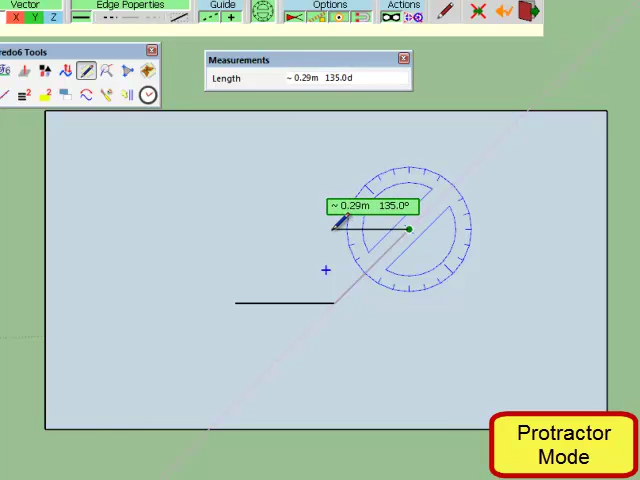 Vector
Edge Poperties
Guide
Options
Actions
X Y Z
redo6 Tools
Measurements
Length ~ 0.29m 135.0d
~ 0.29m 135.0°
Protractor
Mode